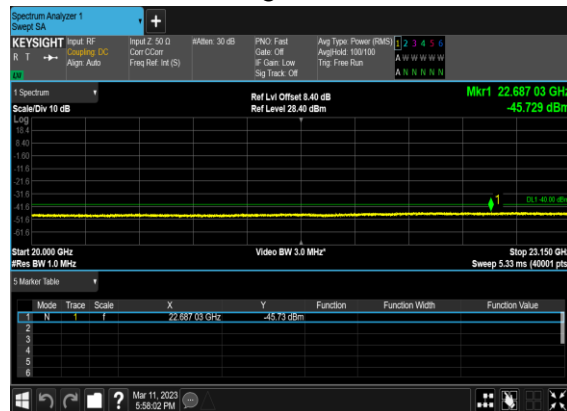 Spectrum Analyzer 1
Swept SA
+
KEYSIGHT Input: RF Input Z: 50 Ω #Atten: 30 dB PNO: Fast Avg Type: Power (RMS) 1 2 3 4 5 6
R T Coupling: DC Corr CCorr Gate: Off Avg|Hold: 100/100 A W W W W W
Align: Auto Freq Ref: Int (S) IF Gain: Low Trig: Free Run
LXI Sig Track: Off A N N N N N
1 Spectrum Ref Lvl Offset 8.40 dB Mkr1 22.687 03 GHz
Scale/Div 10 dB Ref Level 28.40 dBm -45.729 dBm
Log
18.4
8.40
-1.60
-11.6
-21.6
-31.6
1 DL1 -40.00 dBm
-41.6
-51.6
-61.6
Start 20.000 GHz Video BW 3.0 MHz* Stop 23.150 GHz
#Res BW 1.0 MHz Sweep 5.33 ms (40001 pts)
5 Marker Table
Mode Trace Scale X Y Function Function Width Function Value
1 N 1 f 22.687 03 GHz -45.73 dBm
2
3
4
5
6
? Mar 11, 2023
5:58:02 PM